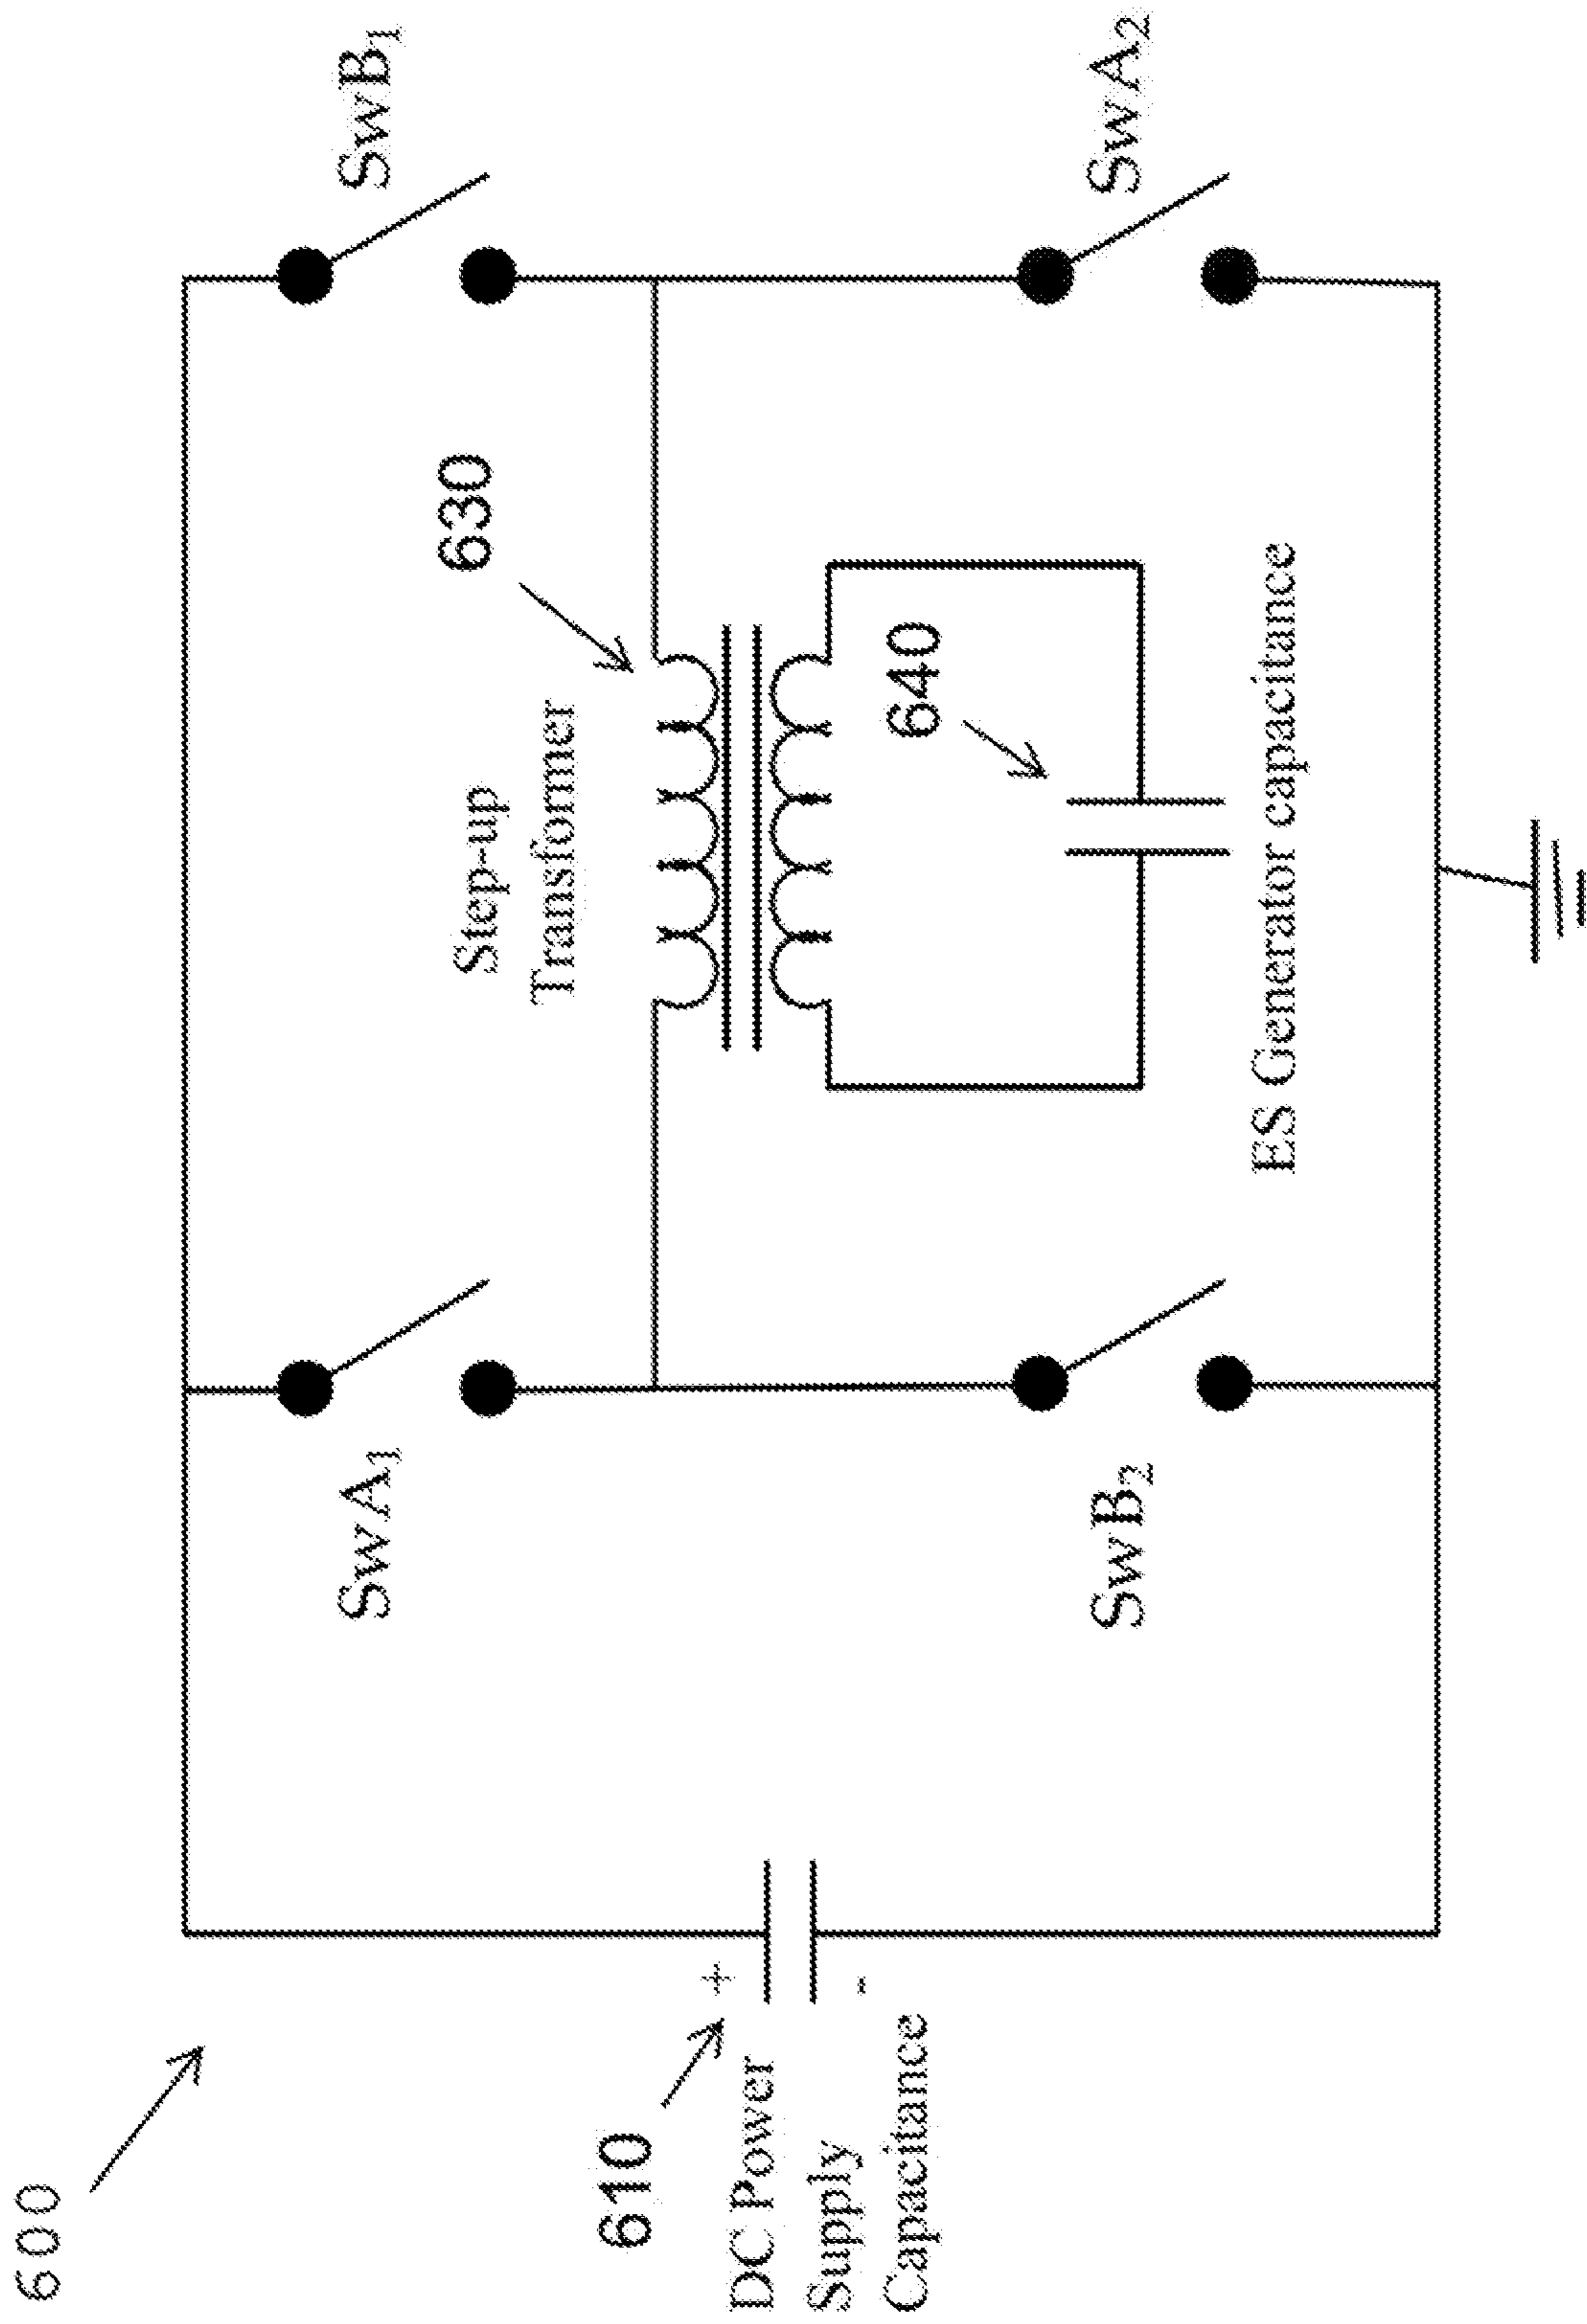 600
610
+
-
DC Power
Supply
Capacitance
SwA₁
SwB₂
Step-up
Transformer
630
640
ES Generator capacitance
SwB₁
SwA₂